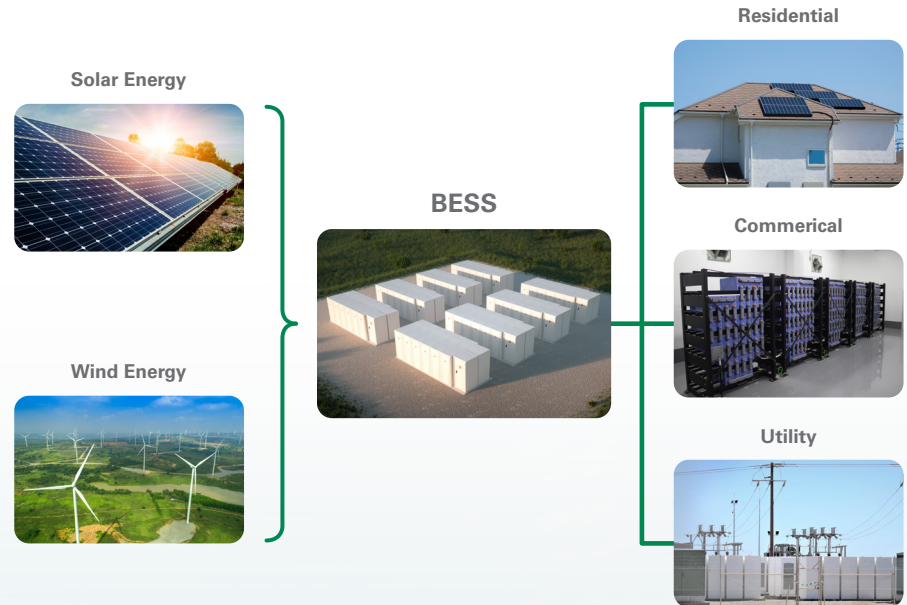 Solar Energy
Wind Energy
BESS
Residential
Commerical
Utility